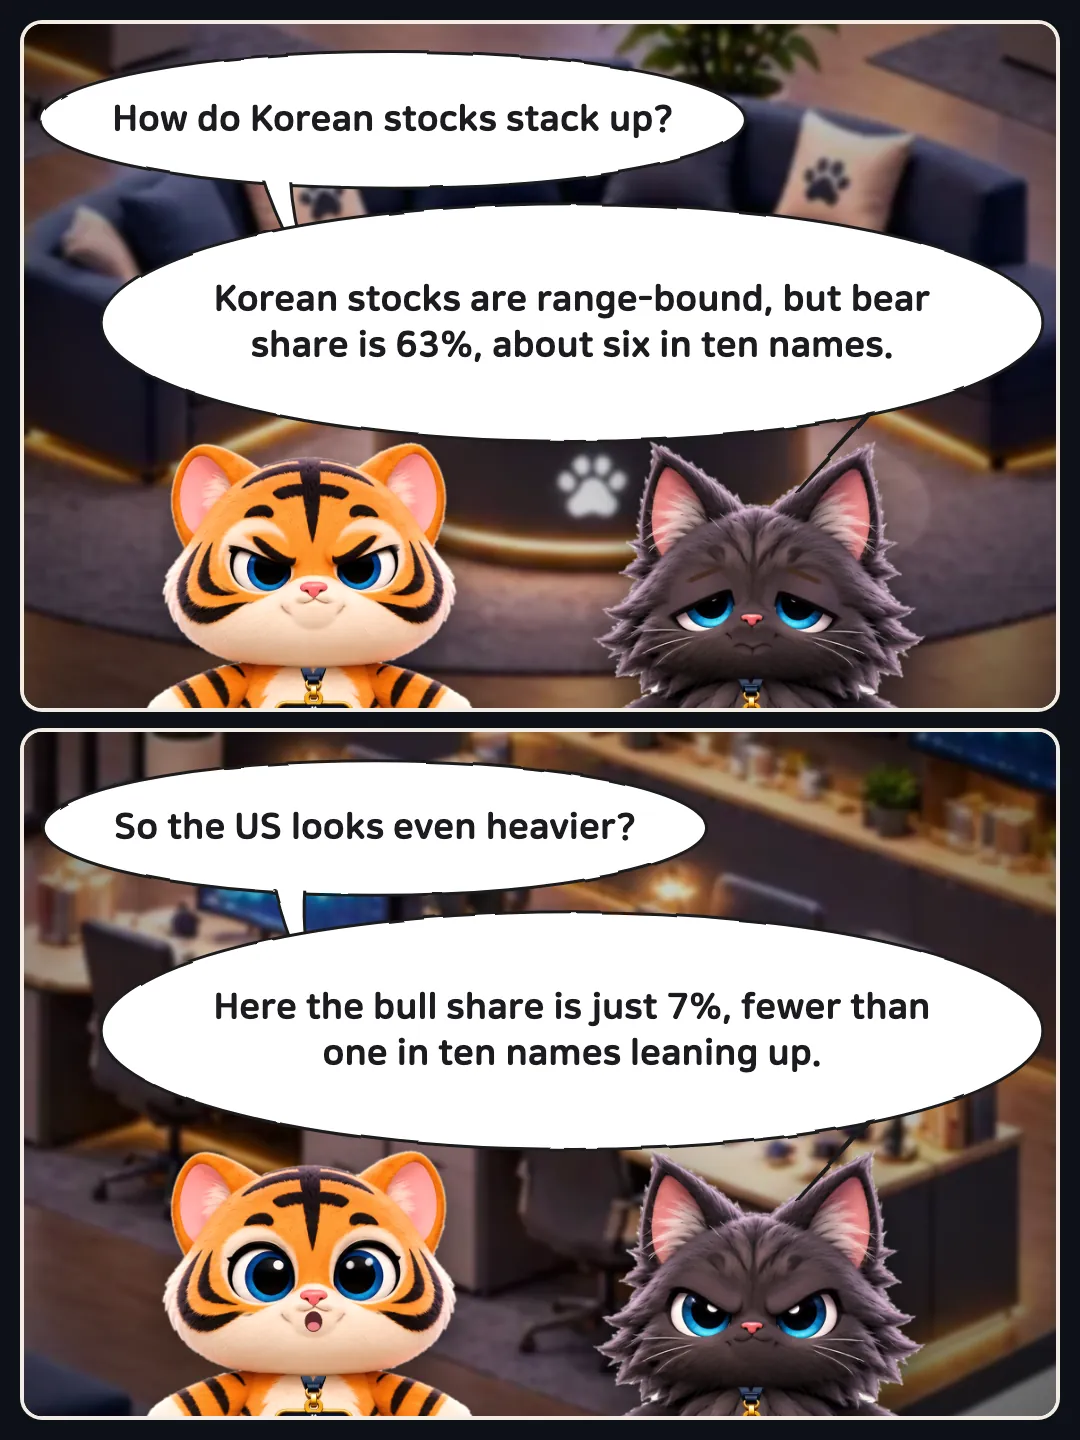 How do Korean stocks stack up?
Korean stocks are range-bound, but bear
share is 63%, about six in ten names.
So the US looks even heavier?
Here the bull share is just 7%, fewer than
one in ten names leaning up.